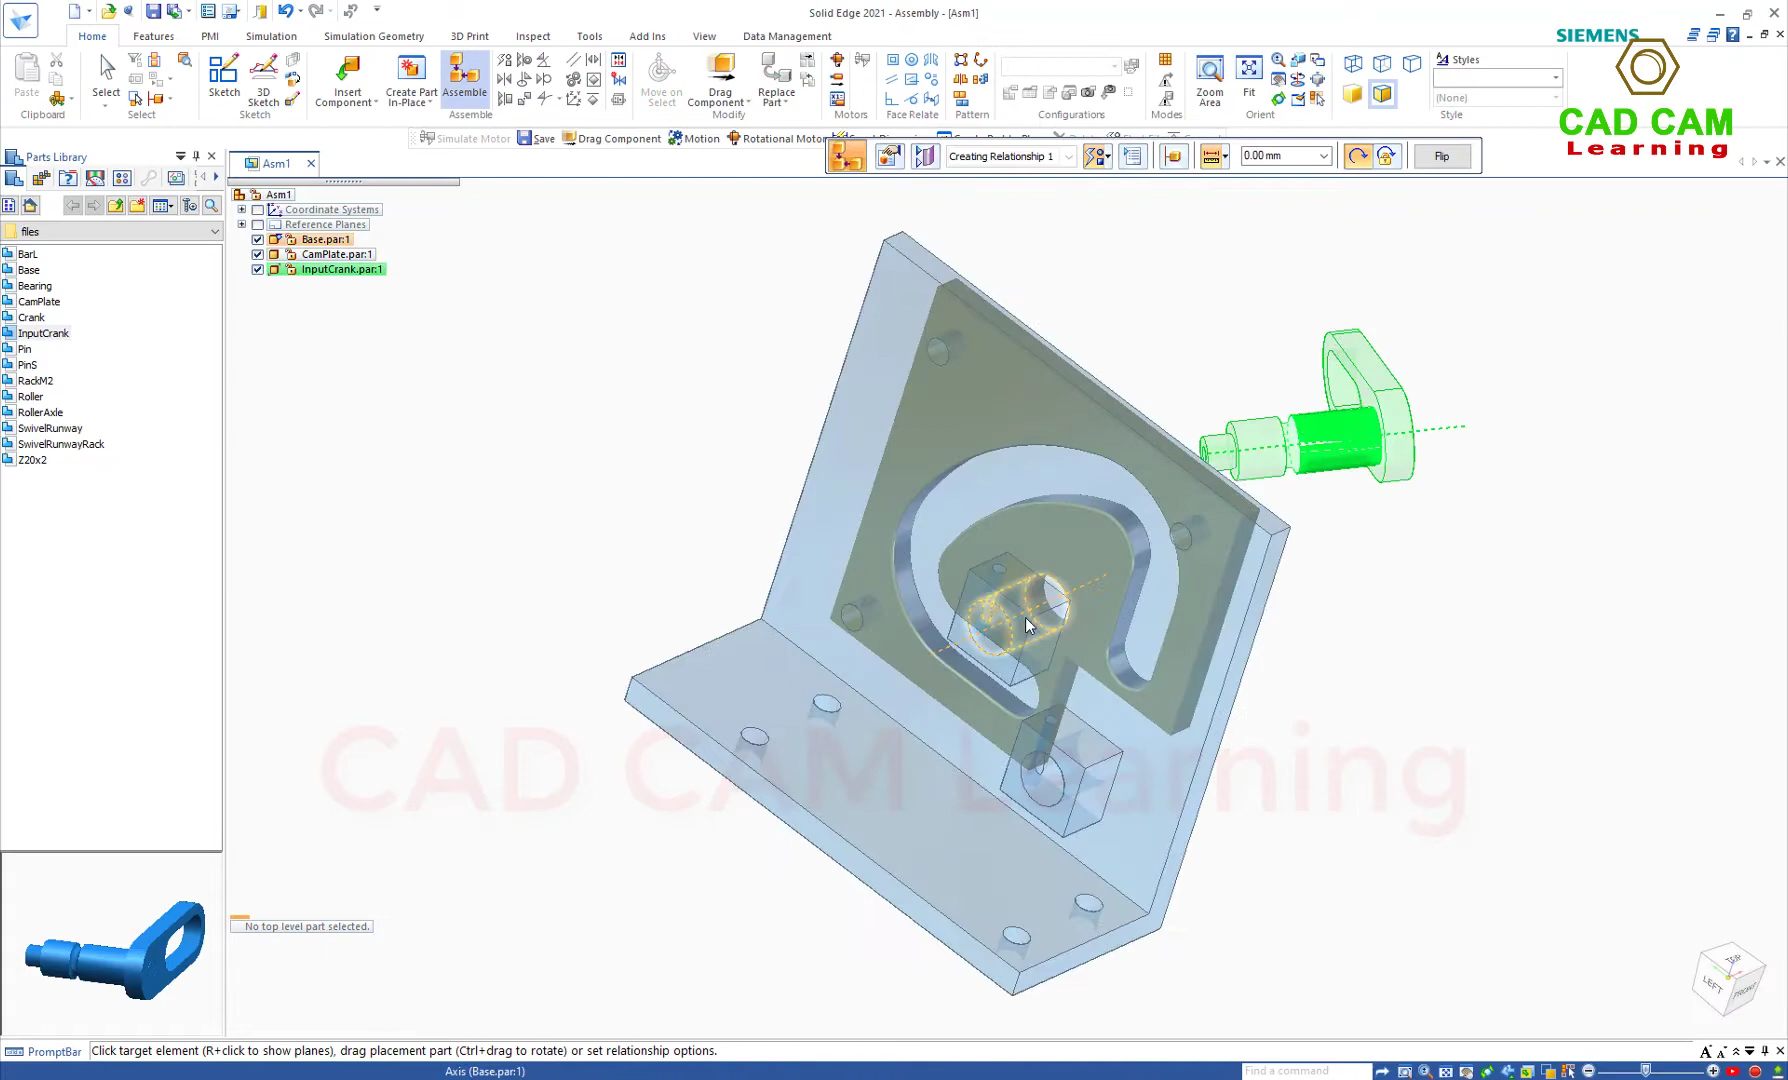 Solid Edge 2021 - Assembly - [Asm1]
Home
Features
PMI
Simulation
Simulation Geometry
3D Print
Inspect
Tools
Add Ins
View
Data Management
SIEMENS
CAD CAM
Learning
Paste
Clipboard
Select
Select
Sketch
3D Sketch
Sketch
Insert Component
Create Part In-Place
Assemble
Assemble
Move on Select
Drag Component
Replace Part
Modify
Motors
Face Relate
Pattern
Configurations
Modes
Zoom Area
Fit
Orient
Styles
(None)
Style
Simulate Motor
Save
Drag Component
Motion
Rotational Motor
Creating Relationship 1
0.00 mm
Flip
Parts Library
Asm1
files
BarL
Base
Bearing
CamPlate
Crank
InputCrank
Pin
PinS
RackM2
Roller
RollerAxle
SwivelRunway
SwivelRunwayRack
Z20x2
Asm1
Coordinate Systems
Reference Planes
Base.par:1
CamPlate.par:1
InputCrank.par:1
CAD CAM Learning
No top level part selected.
TOP
LEFT
FRONT
PromptBar
Click target element (R+click to show planes), drag placement part (Ctrl+drag to rotate) or set relationship options.
Axis (Base.par:1)
Find a command